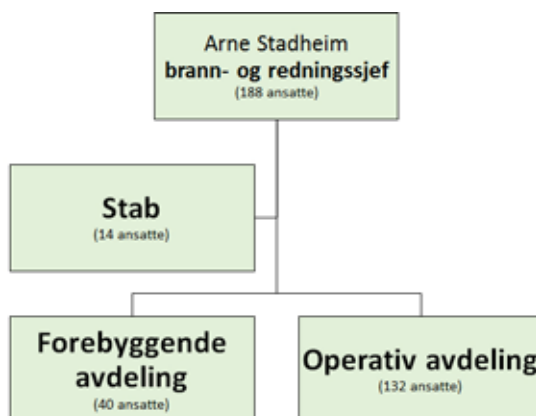 Arne Stadheim
brann- og redningssjef
(188 ansatte)
Stab
(14 ansatte)
Forebyggende
avdeling
(40 ansatte)
Operativ avdeling
(132 ansatte)